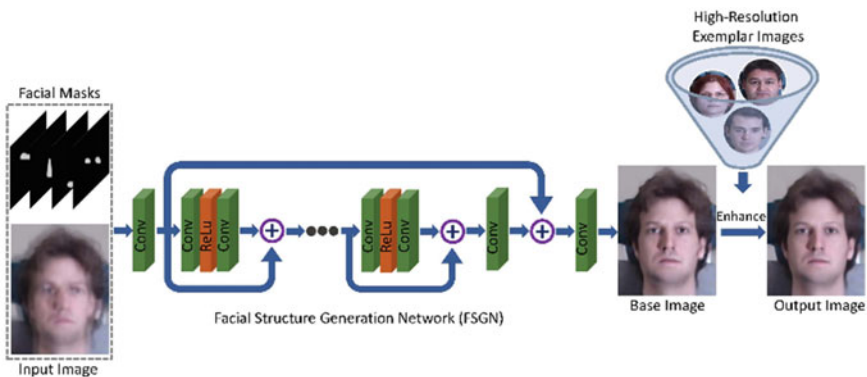 High-Resolution
Exemplar Images
Facial Masks
Conv
Conv
ReLu
Conv
Conv
ReLu
Conv
Conv
Conv
Enhance
Facial Structure Generation Network (FSGN)
Base Image
Output Image
Input Image